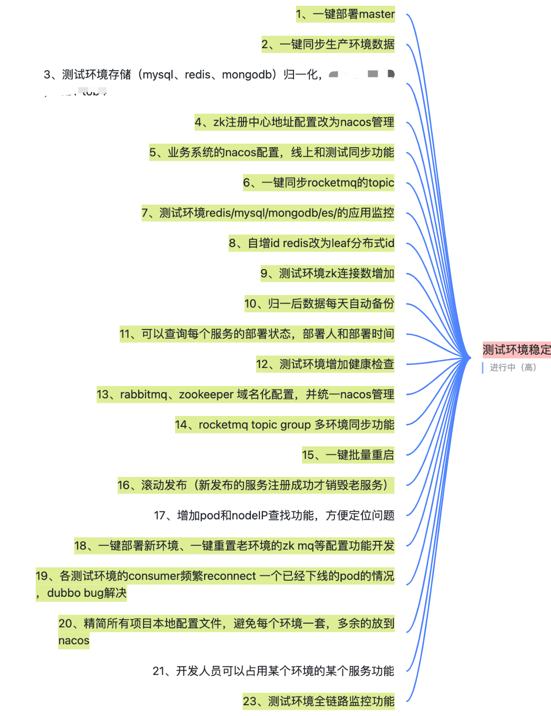 1、一键部署master
2、一键同步生产环境数据
3、测试环境存储（mysql、redis、mongodb）归一化，
4、zk注册中心地址配置改为nacos管理
5、业务系统的nacos配置，线上和测试同步功能
6、一键同步rocketmq的topic
7、测试环境redis/mysql/mongodb/es/的应用监控
8、自增id redis改为leaf分布式id
9、测试环境zk连接数增加
10、归一后数据每天自动备份
11、可以查询每个服务的部署状态，部署人和部署时间
测试环境稳定
进行中（高）
12、测试环境增加健康检查
13、rabbitmq、zookeeper 域名化配置，并统一nacos管理
14、rocketmq topic group 多环境同步功能
15、一键批量重启
16、滚动发布（新发布的服务注册成功才销毁老服务）
17、增加pod和nodeIP查找功能，方便定位问题
18、一键部署新环境、一键重置老环境的zk mq等配置功能开发
19、各测试环境的consumer频繁reconnect 一个已经下线的pod的情况
，dubbo bug解决
20、精简所有项目本地配置文件，避免每个环境一套，多余的放到
nacos
21、开发人员可以占用某个环境的某个服务功能
23、测试环境全链路监控功能